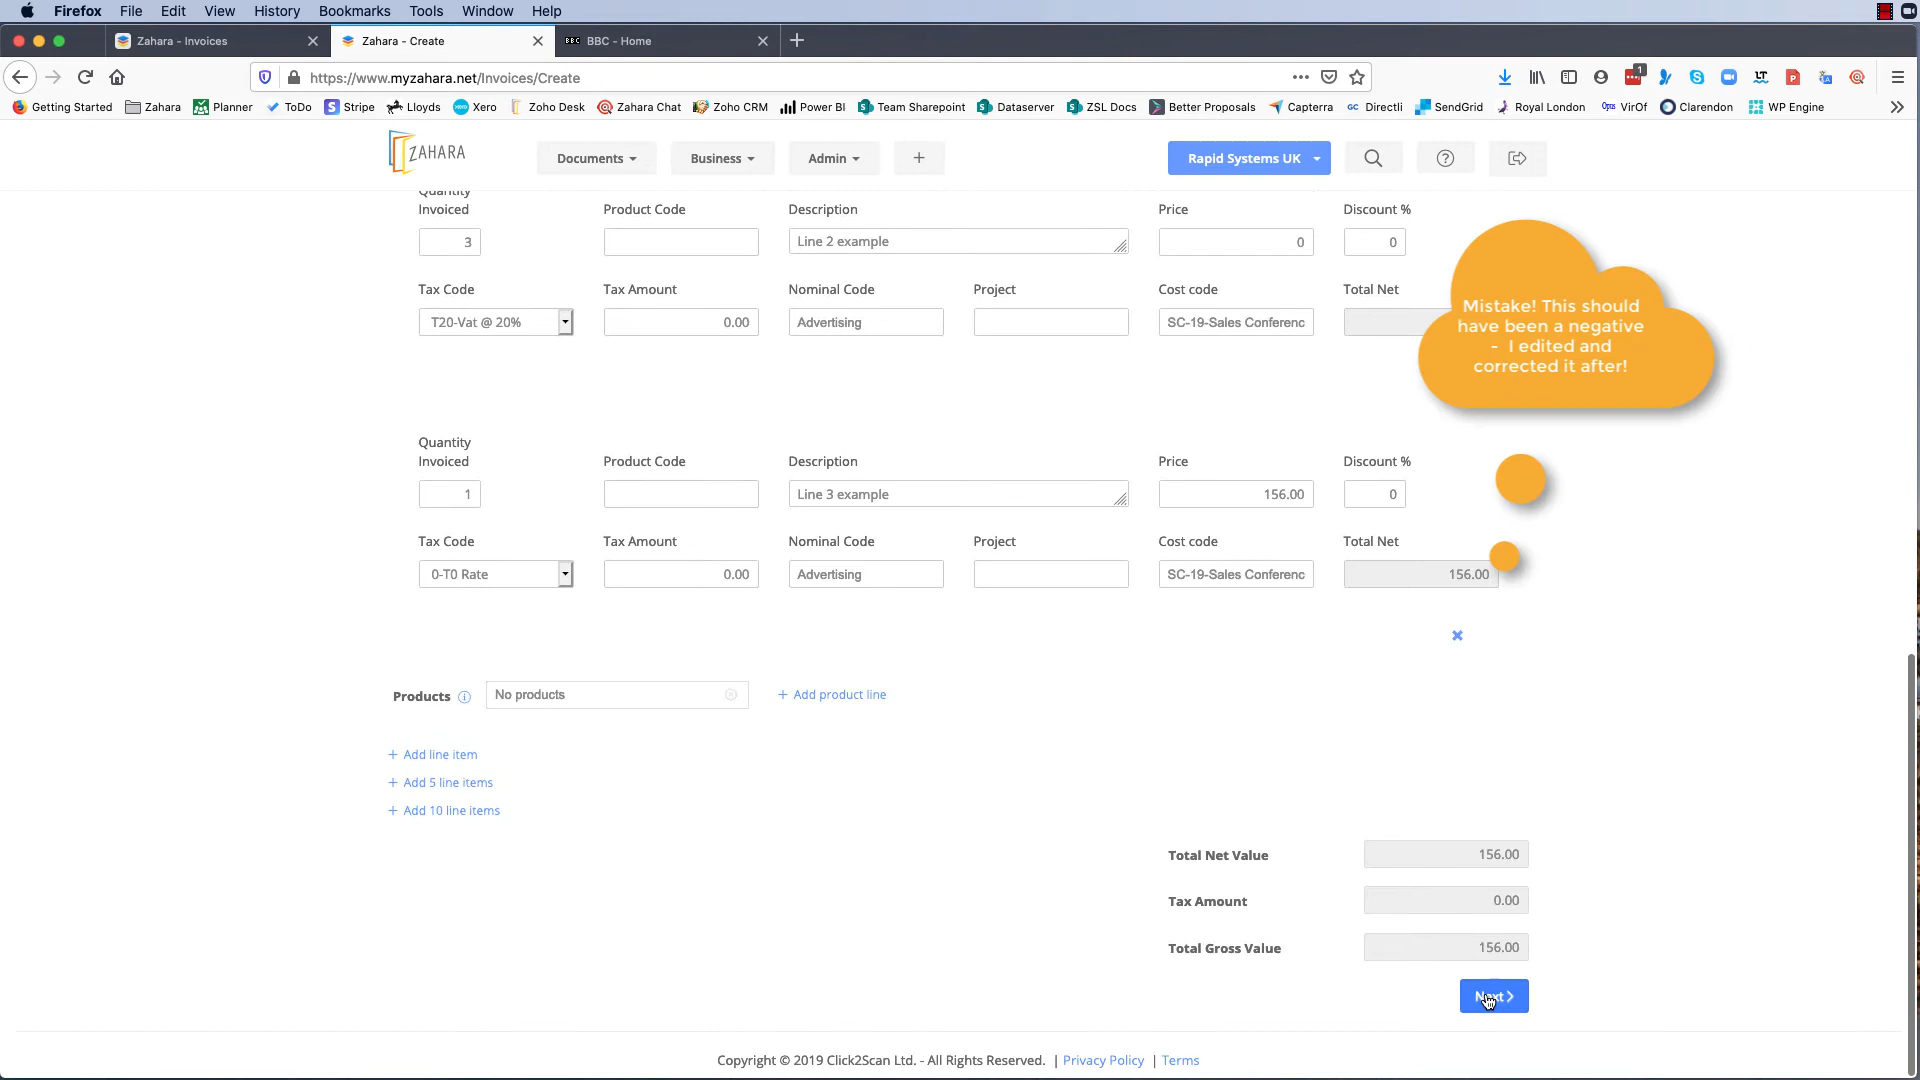 Firefox File Edit View History Bookmarks Tools Window Help
Zahara - Invoices Zahara - Create BBC BBC - Home
https://www.myzahara.net/Invoices/Create
1
Getting Started Zahara Planner ToDo Stripe Lloyds Xero Zoho Desk Zahara Chat Zoho CRM Power BI Team Sharepoint Dataserver ZSL Docs Better Proposals Capterra GC Directli SendGrid Royal London Opus VirOf Clarendon WP Engine
ZAHARA Documents Business Admin + Rapid Systems UK
Quantity
Invoiced Product Code Description Price Discount %
3 Line 2 example 0 0
Tax Code Tax Amount Nominal Code Project Cost code Total Net
T20-Vat @ 20% 0.00 Advertising SC-19-Sales Conferenc
Mistake! This should
have been a negative
- I edited and
corrected it after!
Quantity
Invoiced Product Code Description Price Discount %
1 Line 3 example 156.00 0
Tax Code Tax Amount Nominal Code Project Cost code Total Net
0-T0 Rate 0.00 Advertising SC-19-Sales Conferenc 156.00
Products No products + Add product line
+ Add line item
+ Add 5 line items
+ Add 10 line items
Total Net Value 156.00
Tax Amount 0.00
Total Gross Value 156.00
Next
Copyright © 2019 Click2Scan Ltd. - All Rights Reserved. | Privacy Policy | Terms